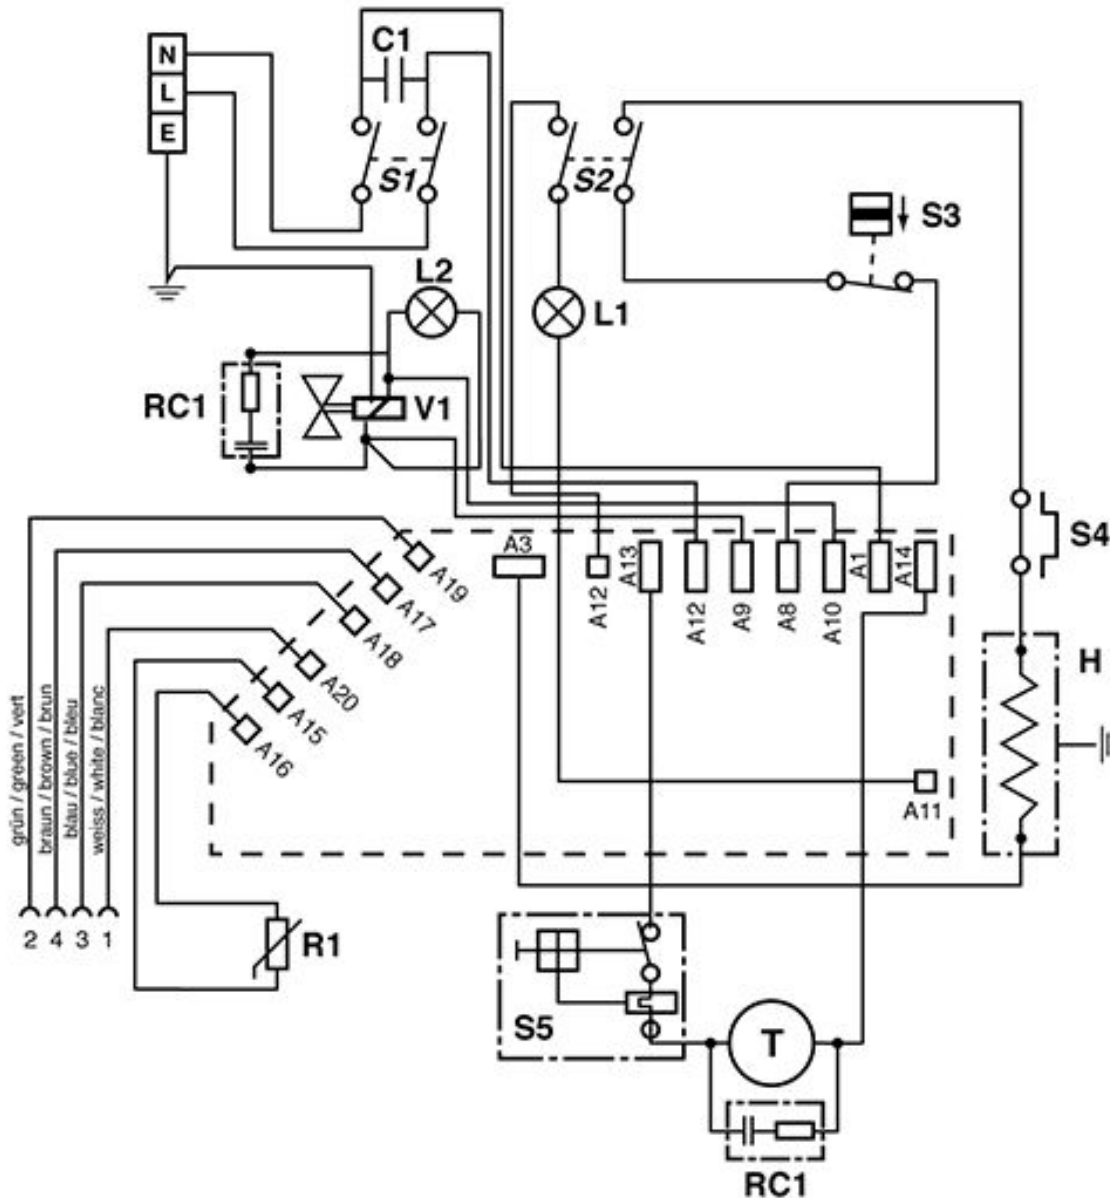 N
L
E
C1
S1
S2
S3
L2
L1
RC1
V1
S4
A3
A12
A13
A12
A9
A8
A10
A1
A14
A19
A17
A18
A20
A15
A16
A11
H
grün / green / vert
braun / brown / brun
blau / blue / bleu
weiss / white / blanc
2 4 3 1
R1
S5
T
RC1